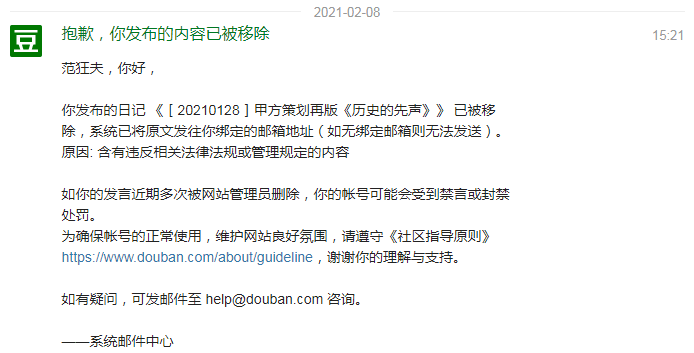 2021-02-08
豆
抱歉，你发布的内容已被移除
15:21
范狂夫，你好，
你发布的日记 《［20210128］甲方策划再版《历史的先声》》 已被移
除，系统已将原文发往你绑定的邮箱地址（如无绑定邮箱则无法发送）。
原因: 含有违反相关法律法规或管理规定的内容
如你的发言近期多次被网站管理员删除，你的帐号可能会受到禁言或封禁
处罚。
为确保帐号的正常使用，维护网站良好氛围，请遵守《社区指导原则》
https://www.douban.com/about/guideline，谢谢你的理解与支持。
如有疑问，可发邮件至 help@douban.com 咨询。
——系统邮件中心